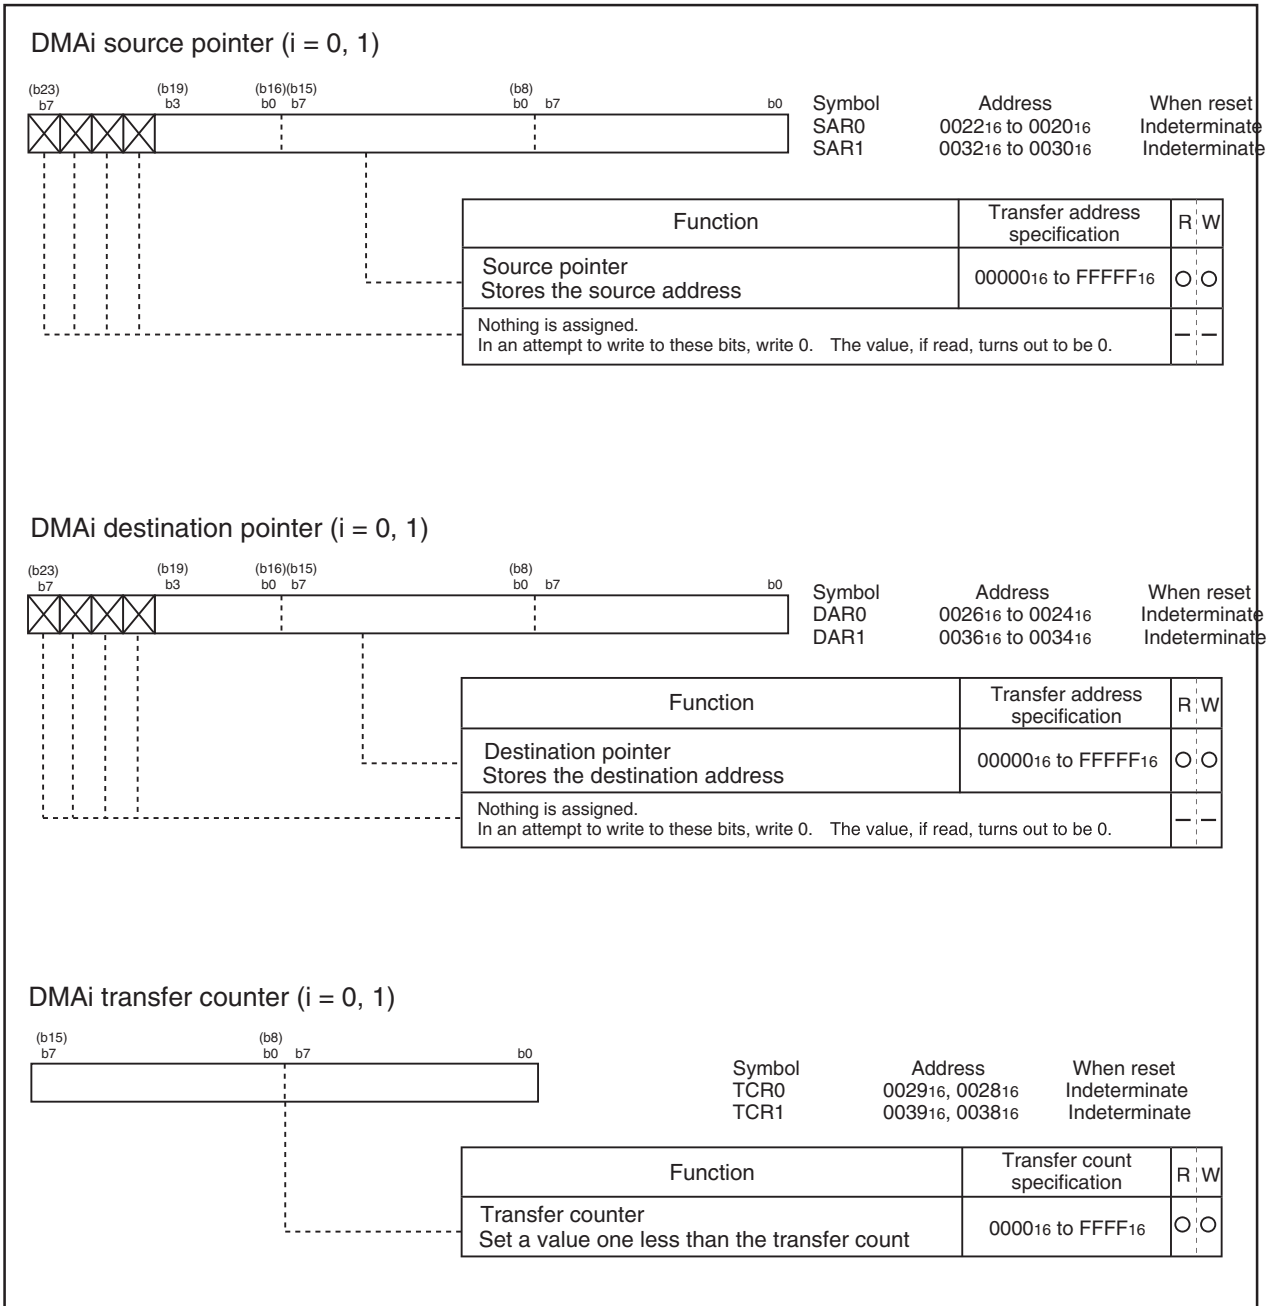 DMAi source pointer (i = 0, 1)
(b23) (b19) (b16)(b15) (b8)
b7 b3 b0 b7 b0 b7 b0
Symbol Address When reset
SAR0 002216 to 002016 Indeterminate
SAR1 003216 to 003016 Indeterminate
Function Transfer address specification R W
Source pointer
Stores the source address 0000016 to FFFFF16
Nothing is assigned.
In an attempt to write to these bits, write 0. The value, if read, turns out to be 0.
DMAi destination pointer (i = 0, 1)
(b23) (b19) (b16)(b15) (b8)
b7 b3 b0 b7 b0 b7 b0
Symbol Address When reset
DAR0 002616 to 002416 Indeterminate
DAR1 003616 to 003416 Indeterminate
Function Transfer address specification R W
Destination pointer
Stores the destination address 0000016 to FFFFF16
Nothing is assigned.
In an attempt to write to these bits, write 0. The value, if read, turns out to be 0.
DMAi transfer counter (i = 0, 1)
(b15) (b8)
b7 b0 b7 b0
Symbol Address When reset
TCR0 002916, 002816 Indeterminate
TCR1 003916, 003816 Indeterminate
Function Transfer count specification R W
Transfer counter
Set a value one less than the transfer count 000016 to FFFF16